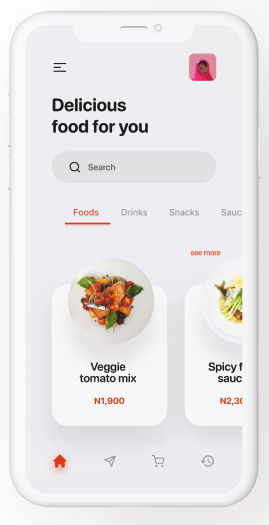 Delicious
food for you
Search
Foods Drinks Snacks Sauc
see more
Veggie
tomato mix
N1,900
Spicy f
sauc
N2,30